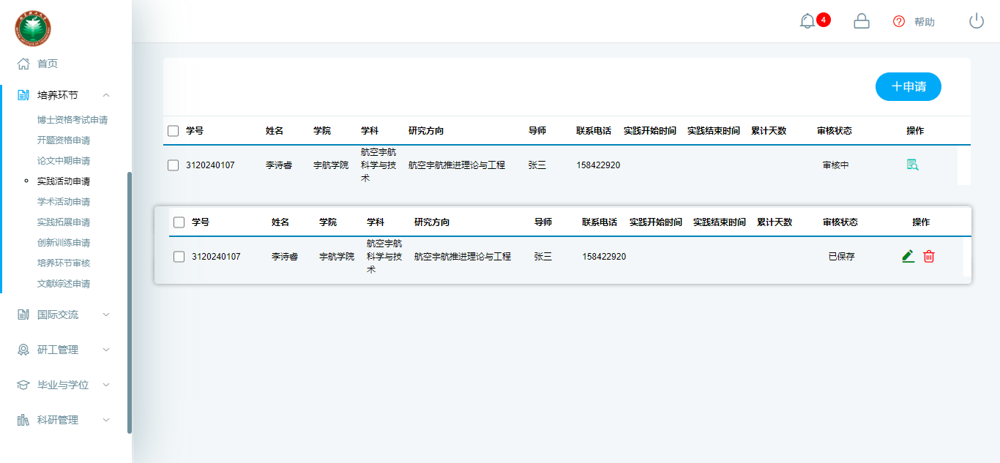 4
帮助
首页
培养环节
博士资格考试申请
开题资格申请
论文中期申请
实践活动申请
学术活动申请
实践拓展申请
创新训练申请
培养环节审核
文献综述申请
国际交流
研工管理
毕业与学位
科研管理
十申请
学号 姓名 学院 学科 研究方向 导师 联系电话 实践开始时间 实践结束时间 累计天数 审核状态 操作
航空宇航
3120240107 李诗睿 宇航学院 科学与技 航空宇航推进理论与工程 张三 158422920 审核中
术
学号 姓名 学院 学科 研究方向 导师 联系电话 实践开始时间 实践结束时间 累计天数 审核状态 操作
航空宇航
3120240107 李诗睿 宇航学院 科学与技 航空宇航推进理论与工程 张三 158422920 已保存
术